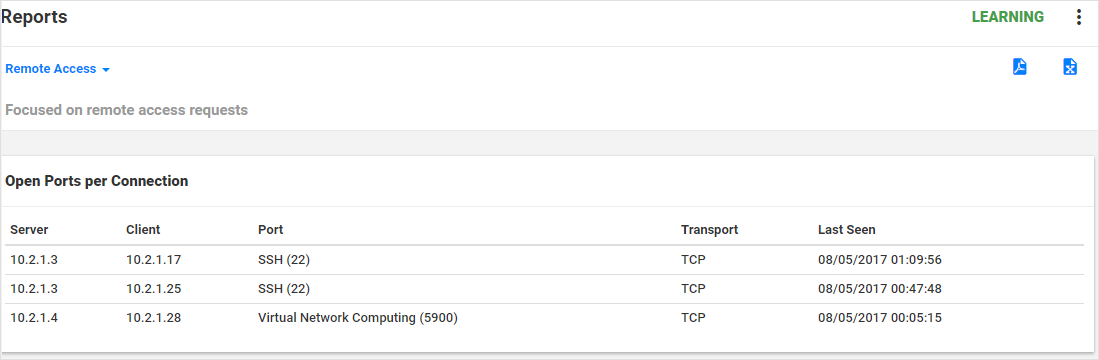 Reports LEARNING
Remote Access
Focused on remote access requests
Open Ports per Connection
Server Client Port Transport Last Seen
10.2.1.3 10.2.1.17 SSH (22) TCP 08/05/2017 01:09:56
10.2.1.3 10.2.1.25 SSH (22) TCP 08/05/2017 00:47:48
10.2.1.4 10.2.1.28 Virtual Network Computing (5900) TCP 08/05/2017 00:05:15